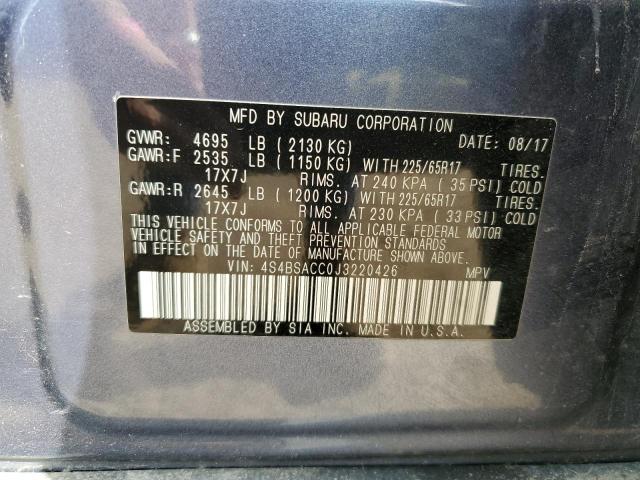 MFD BY SUBARU CORPORATION
GVWR: 4695 LB (2130 KG) DATE: 08/17
GAWR:F 2535 LB (1150 KG) WITH 225/65R17 TIRES.
17X7J RIMS. AT 240 KPA (35 PSI) COLD
GAWR:R 2645 LB (1200 KG) WITH 225/65R17 TIRES.
17X7J RIMS. AT 230 KPA (33 PSI) COLD
THIS VEHICLE CONFORMS TO ALL APPLICABLE FEDERAL MOTOR
VEHICLE SAFETY AND THEFT PREVENTION STANDARDS
IN EFFECT ON THE DATE OF MANUFACTURE SHOWN ABOVE.
VIN: 4S4BSACC0J3220426 MPV
ASSEMBLED BY SIA INC. MADE IN U.S.A.